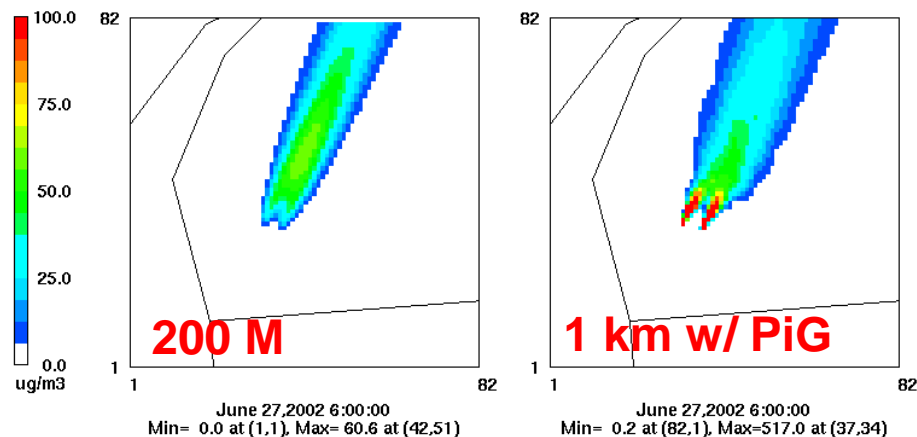 100.0
75.0
50.0
25.0
0.0
ug/m3
82
200 M
1
1
82
June 27,2002 6:00:00
Min= 0.0 at (1,1), Max= 60.6 at (42,51)
82
1 km w/ PiG
1
1
82
June 27,2002 6:00:00
Min= 0.2 at (82,1), Max=517.0 at (37,34)